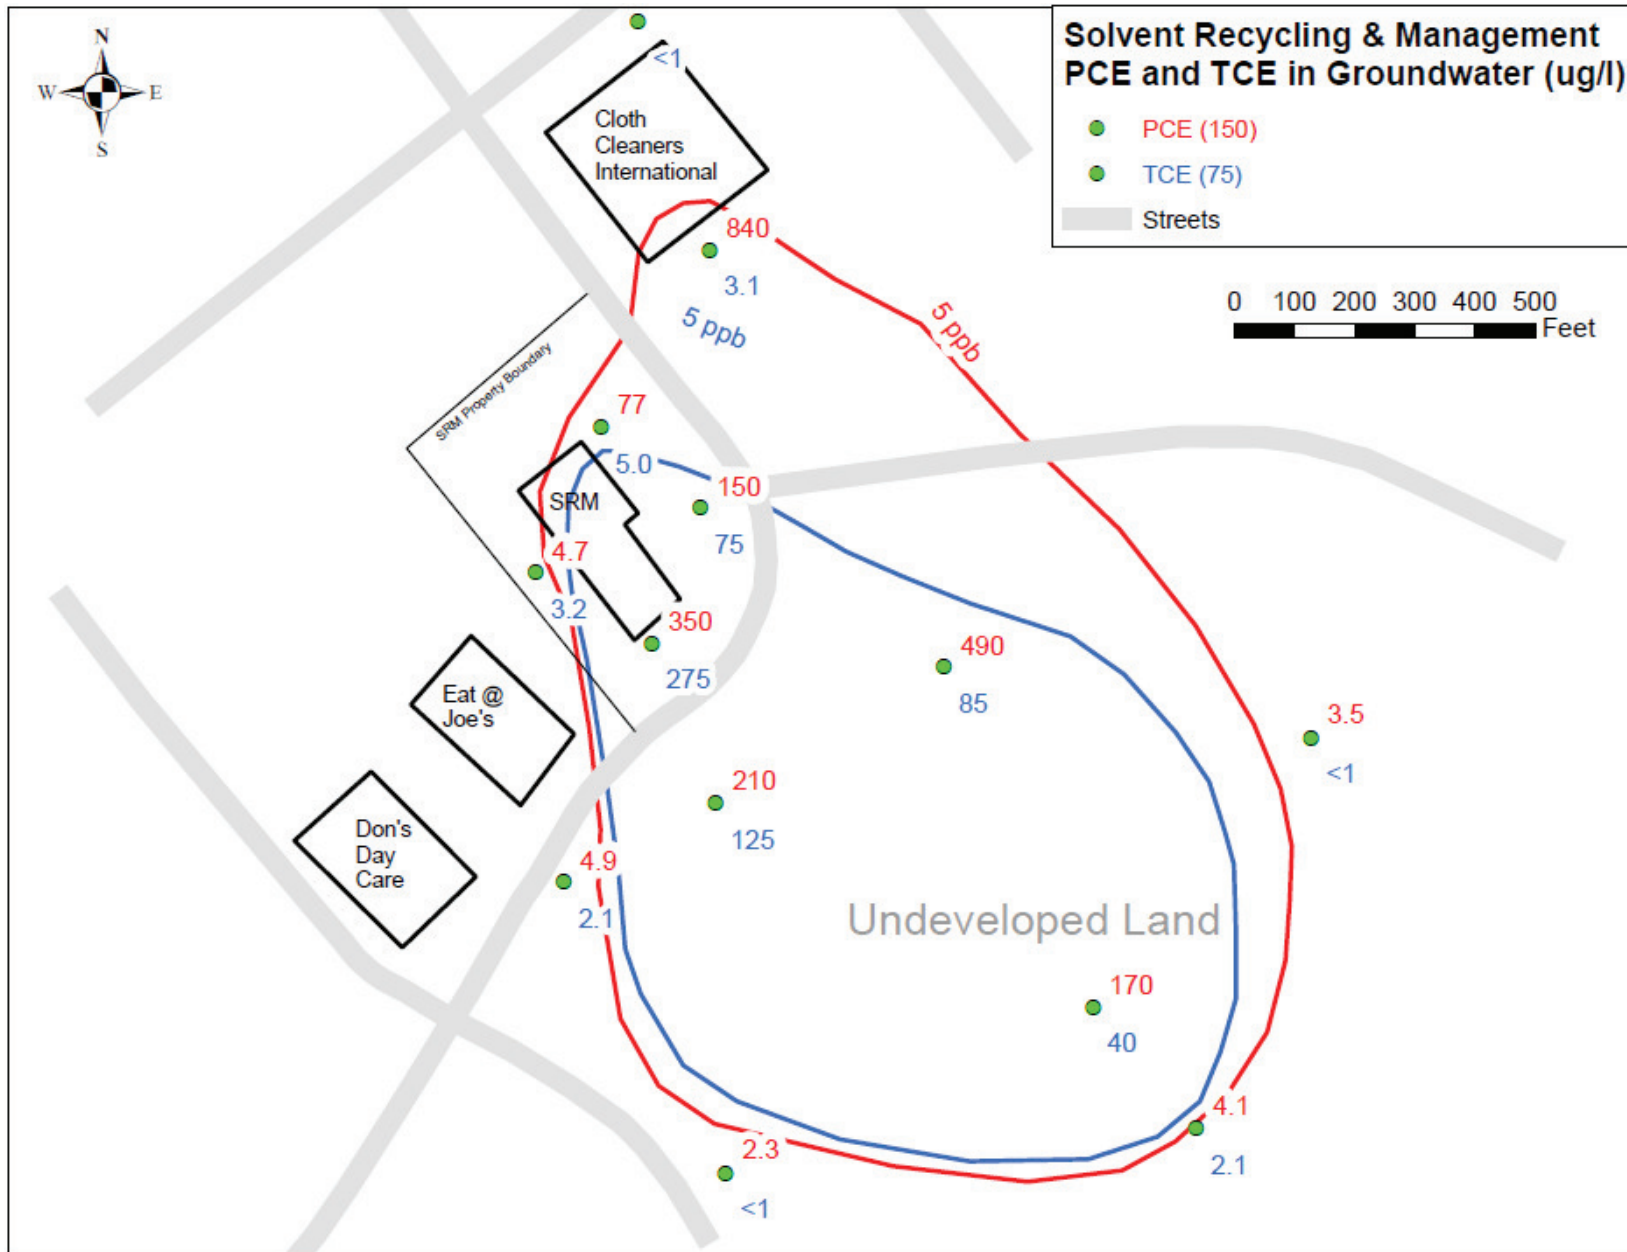 N
W E
S
<1
Cloth
Cleaners
International
Solvent Recycling & Management
PCE and TCE in Groundwater (ug/l)
PCE (150)
TCE (75)
Streets
0 100 200 300 400 500
Feet
840
3.1
5 ppb
5 ppb
SRM Property Boundary
77
5.0
SRM
150
75
4.7
3.2
350
275
490
85
Eat @
Joe's
3.5
<1
210
125
Don's
Day
Care
4.9
2.1
Undeveloped Land
170
40
4.1
2.1
2.3
<1